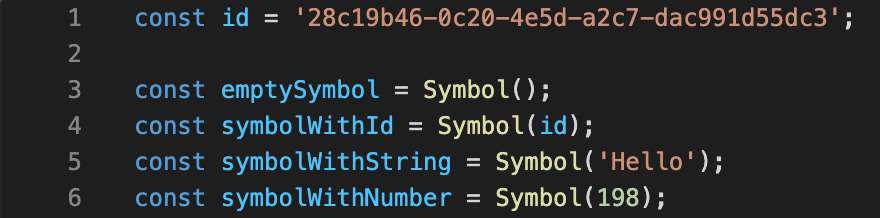 1 const id = '28c19b46-0c20-4e5d-a2c7-dac991d55dc3';
2
3 const emptySymbol = Symbol();
4 const symbolWithId = Symbol(id);
5 const symbolWithString = Symbol('Hello');
6 const symbolWithNumber = Symbol(198);